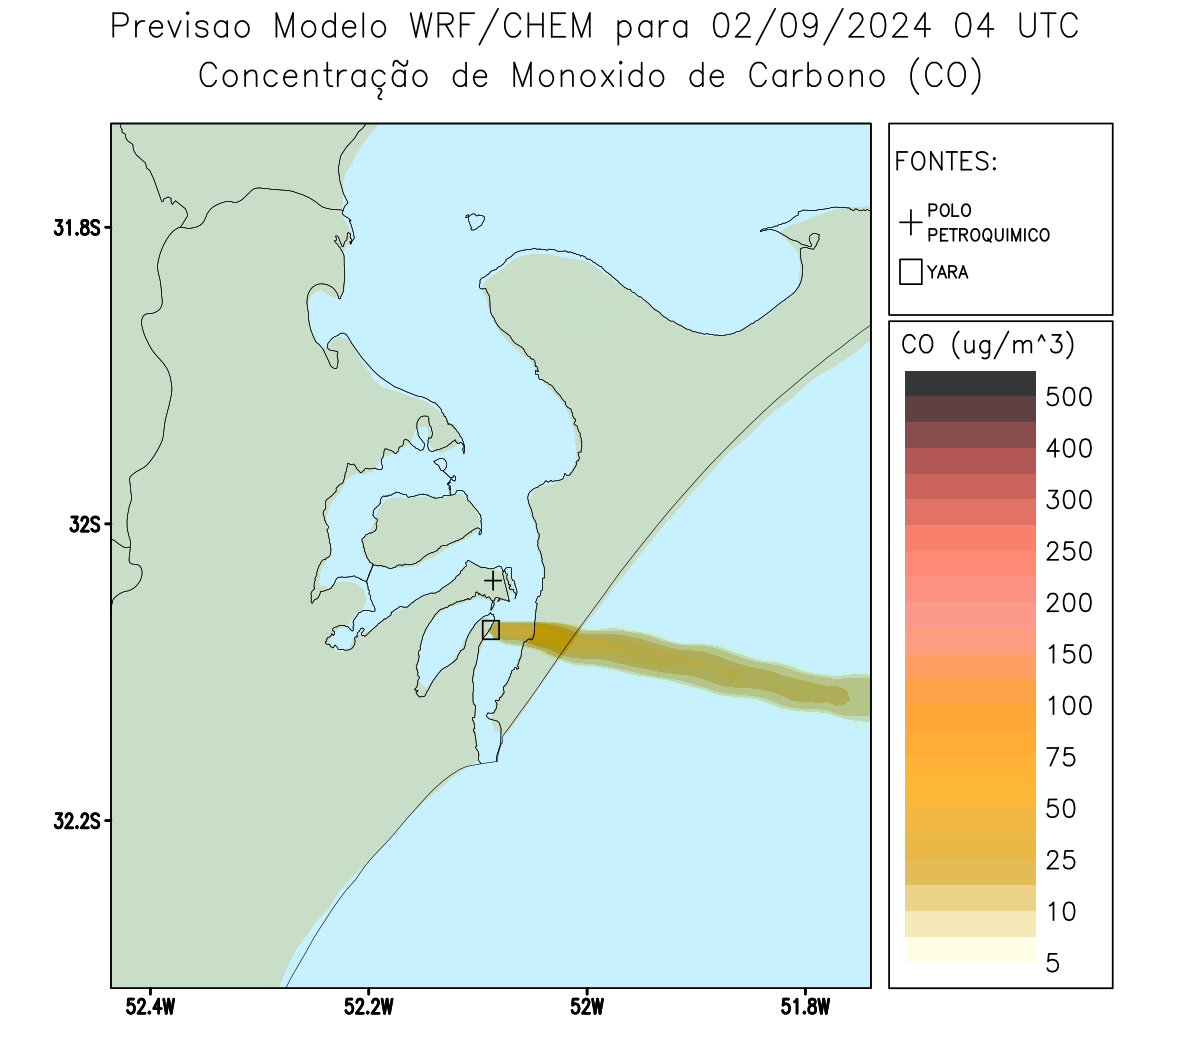 Previsao Modelo WRF/CHEM para 02/09/2024 04 UTC
Concentração de Monoxido de Carbono (CO)
FONTES:
POLO
PETROQUIMICO
YARA
CO (ug/m^3)
500
400
300
250
200
150
100
75
50
25
10
5
31.8S
32S
32.2S
52.4W
52.2W
52W
51.8W